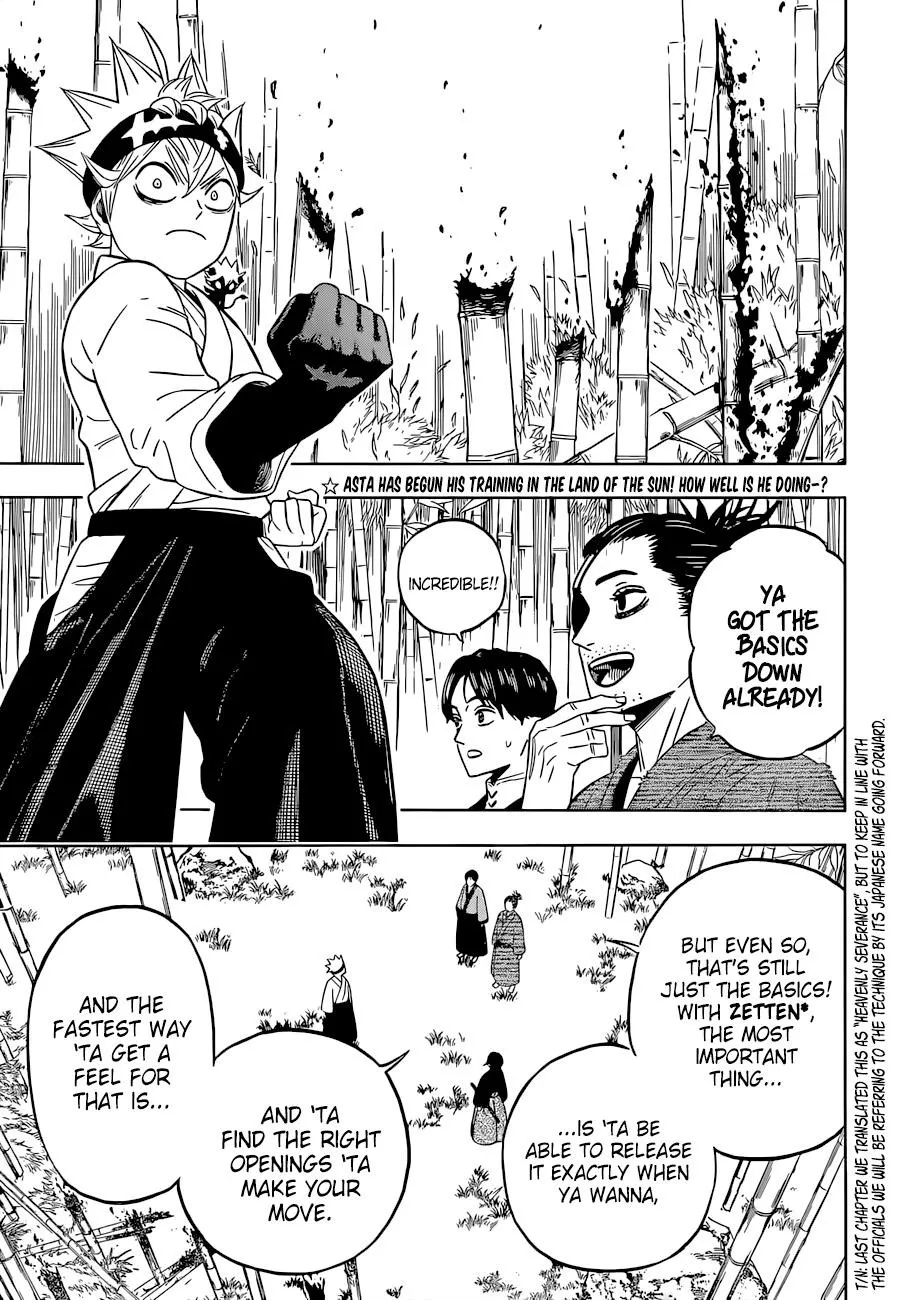 ☆ ASTA HAS BEGUN HIS TRAINING IN THE LAND OF THE SUN! HOW WELL IS HE DOING-?
YA
GOT THE
BASICS
DOWN
ALREADY!
INCREDIBLE!!
BUT EVEN SO,
THAT'S STILL
JUST THE BASICS!
WITH ZETTEN*,
THE MOST
IMPORTANT
THING...
...IS 'TA BE
ABLE TO RELEASE
IT EXACTLY WHEN
YA WANNA,
AND 'TA
FIND THE RIGHT
OPENINGS 'TA
MAKE YOUR
MOVE.
AND THE
FASTEST WAY
'TA GET A
FEEL FOR
THAT IS...
T/N: LAST CHAPTER WE TRANSLATED THIS AS "HEAVENLY SEVERANCE", BUT TO KEEP IN LINE WITH
THE OFFICIALS WE WILL BE REFERRING TO THE TECHNIQUE BY ITS JAPANESE NAME GOING FORWARD.